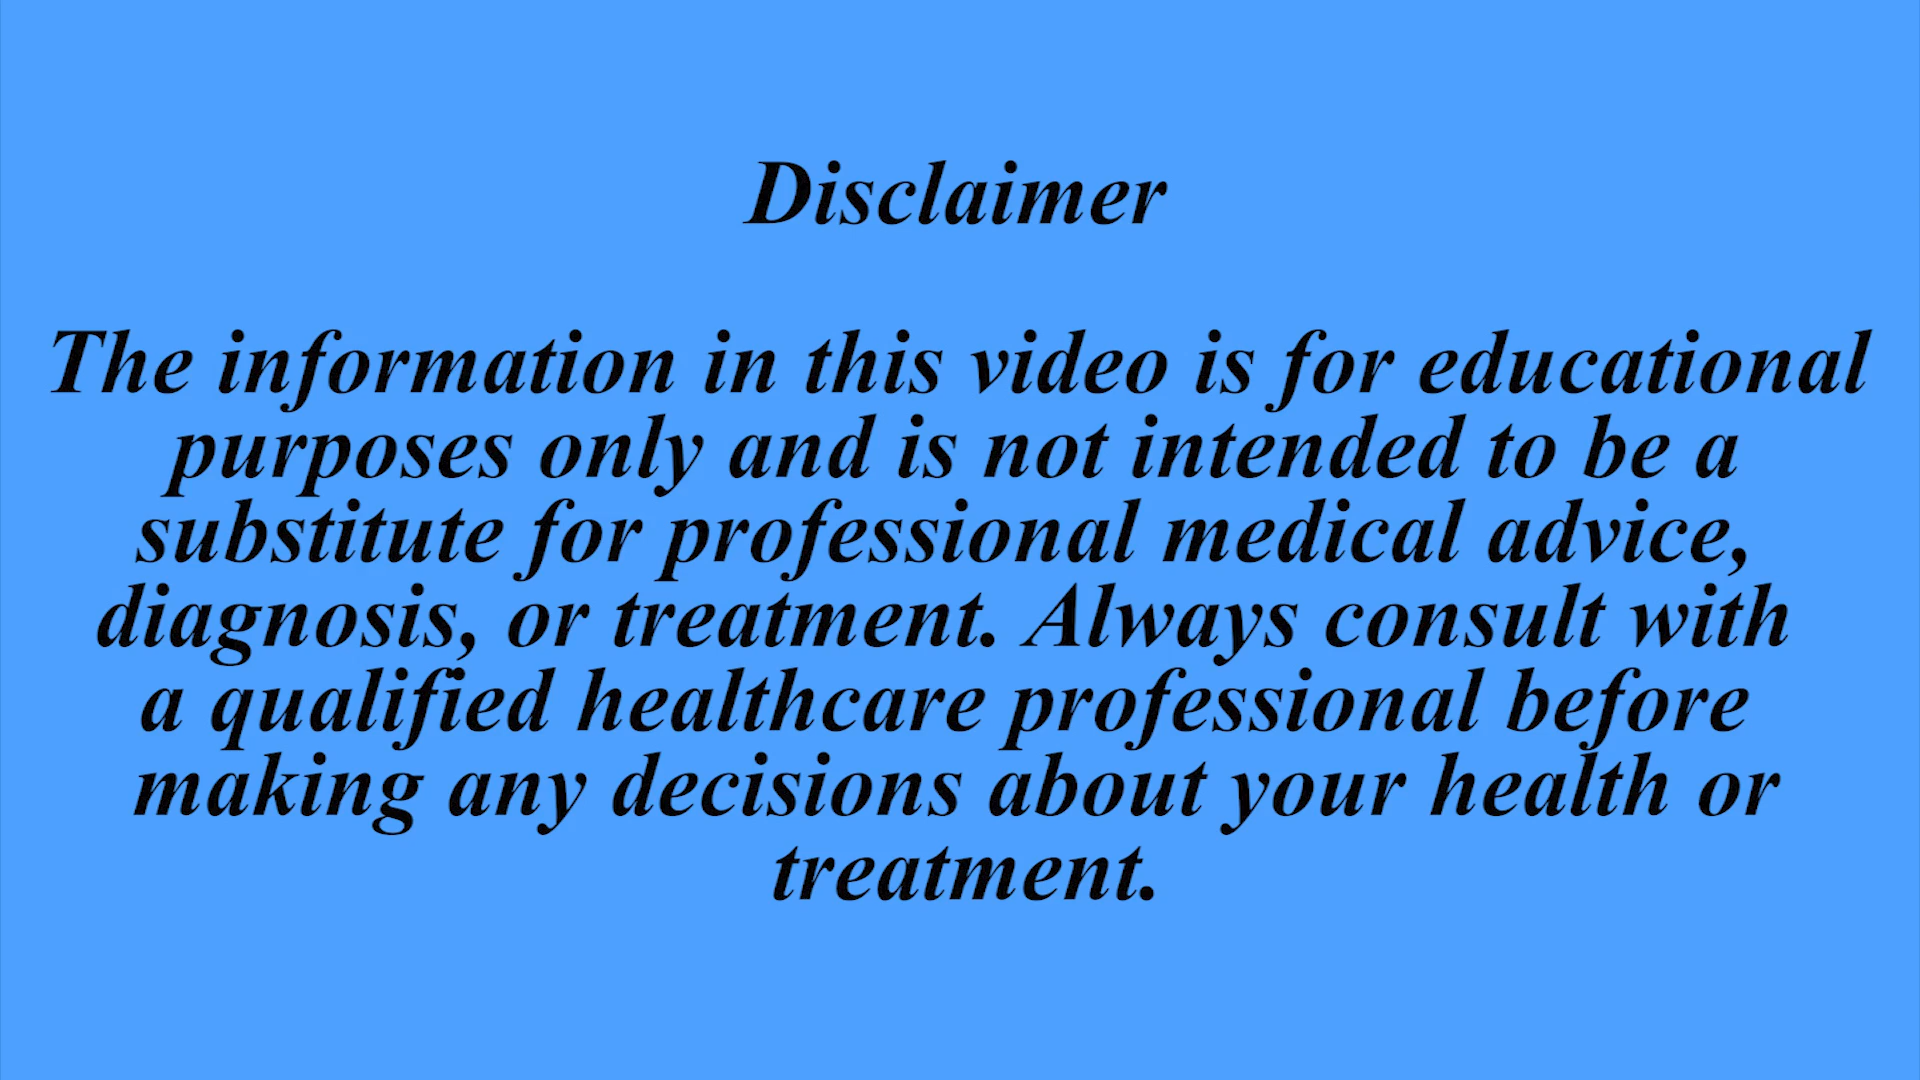 Disclaimer
The information in this video is for educational
purposes only and is not intended to be a
substitute for professional medical advice,
diagnosis, or treatment. Always consult with
a qualified healthcare professional before
making any decisions about your health or
treatment.